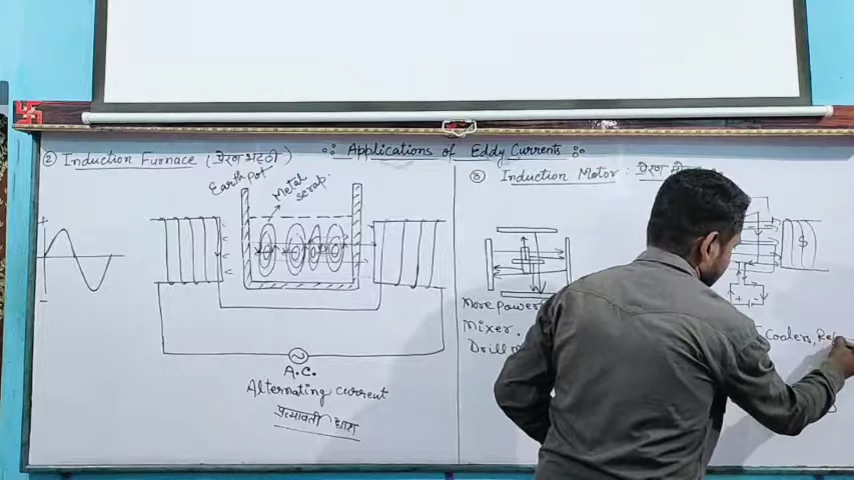 ∴ Applications of Eddy Currents ∴
② Induction Furnace (प्रेरण भट्टी)
Earth pot
Metal scrap.
+
−
A.C.
Alternating current
प्रत्यावर्ती धारा
③ Induction Motor : प्रेरण
More power
Mixer.
Drill
Coolers,